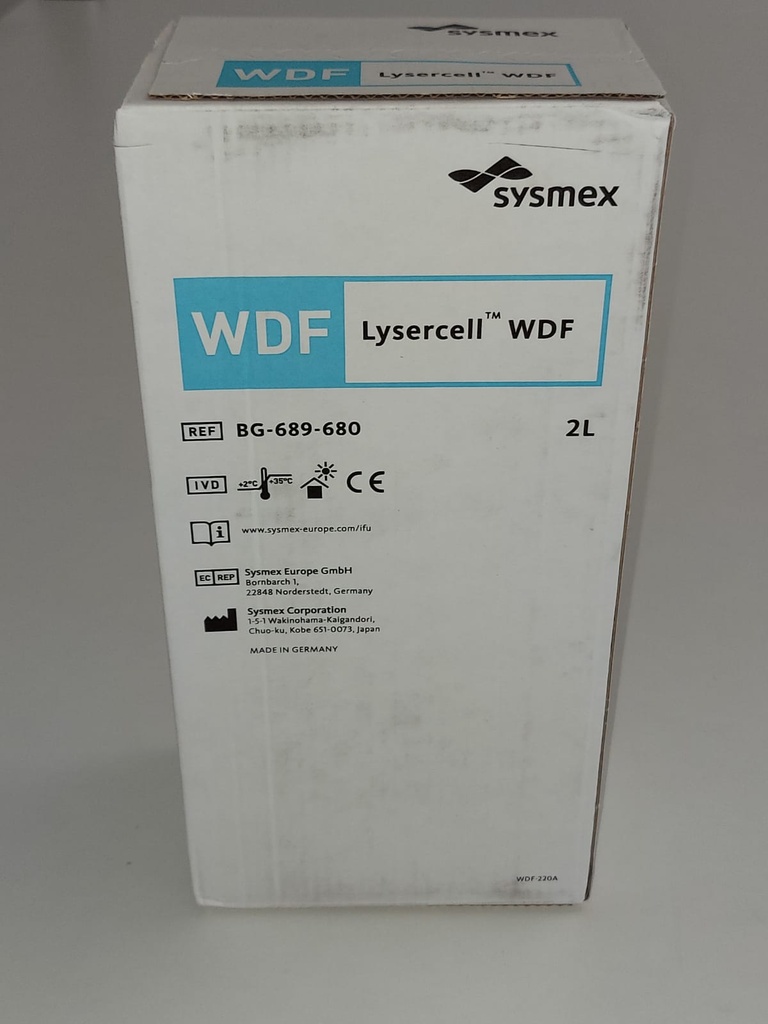 sysmex
WDF Lysercell™ WDF
sysmex
WDF Lysercell™ WDF
REF BG-689-680 2L
IVD +2°C +35°C CE
i www.sysmex-europe.com/ifu
EC REP Sysmex Europe GmbH
Bornbarch 1,
22848 Norderstedt, Germany
Sysmex Corporation
1-5-1 Wakinohama-Kaigandori,
Chuo-ku, Kobe 651-0073, Japan
MADE IN GERMANY
WDF-220A